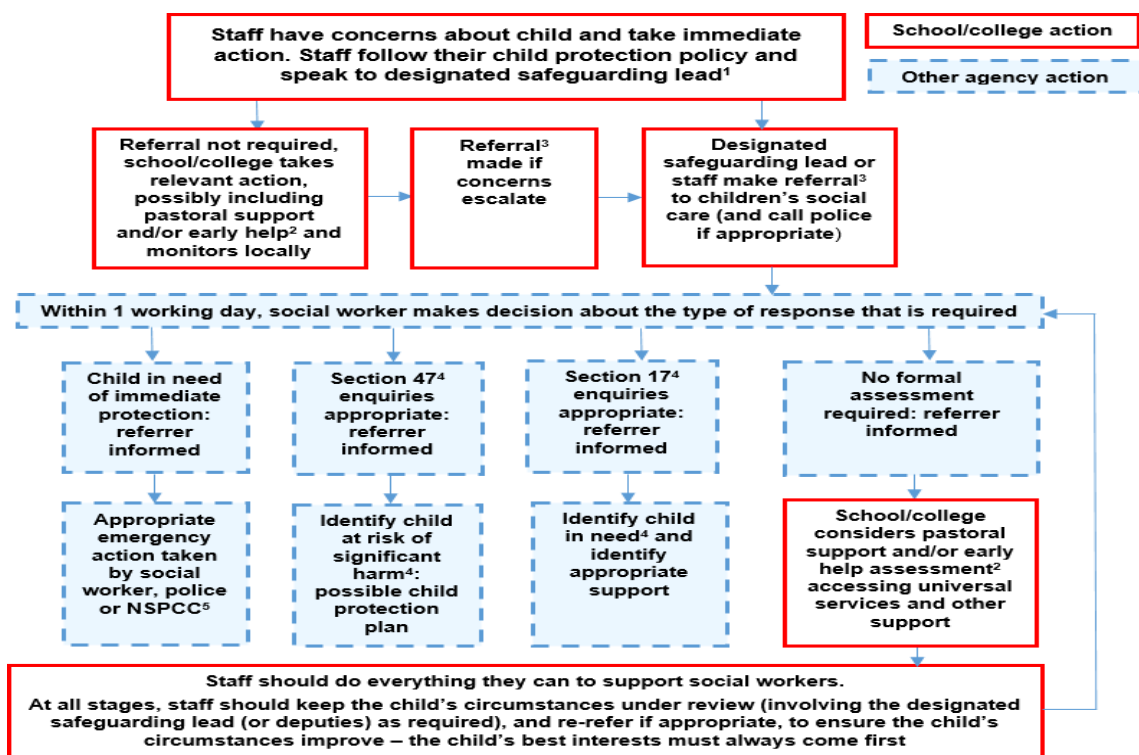 Staff have concerns about child and take immediate
action. Staff follow their child protection policy and
speak to designated safeguarding lead¹
School/college action
Other agency action
Referral not required,
school/college takes
relevant action,
possibly including
pastoral support
and/or early help² and
monitors locally
Referral³
made if
concerns
escalate
Designated
safeguarding lead or
staff make referral³
to children’s social
care (and call police
if appropriate)
Within 1 working day, social worker makes decision about the type of response that is required
Child in need
of immediate
protection:
referrer
informed
Section 47⁴
enquiries
appropriate:
referrer
informed
Section 17⁴
enquiries
appropriate:
referrer
informed
No formal
assessment
required: referrer
informed
Appropriate
emergency
action taken
by social
worker, police
or NSPCC⁵
Identify child
at risk of
significant
harm⁴:
possible child
protection
plan
Identify child
in need⁴ and
identify
appropriate
support
School/college
considers pastoral
support and/or early
help assessment²
accessing universal
services and other
support
Staff should do everything they can to support social workers.
At all stages, staff should keep the child’s circumstances under review (involving the designated
safeguarding lead (or deputies) as required), and re-refer if appropriate, to ensure the child’s
circumstances improve – the child’s best interests must always come first